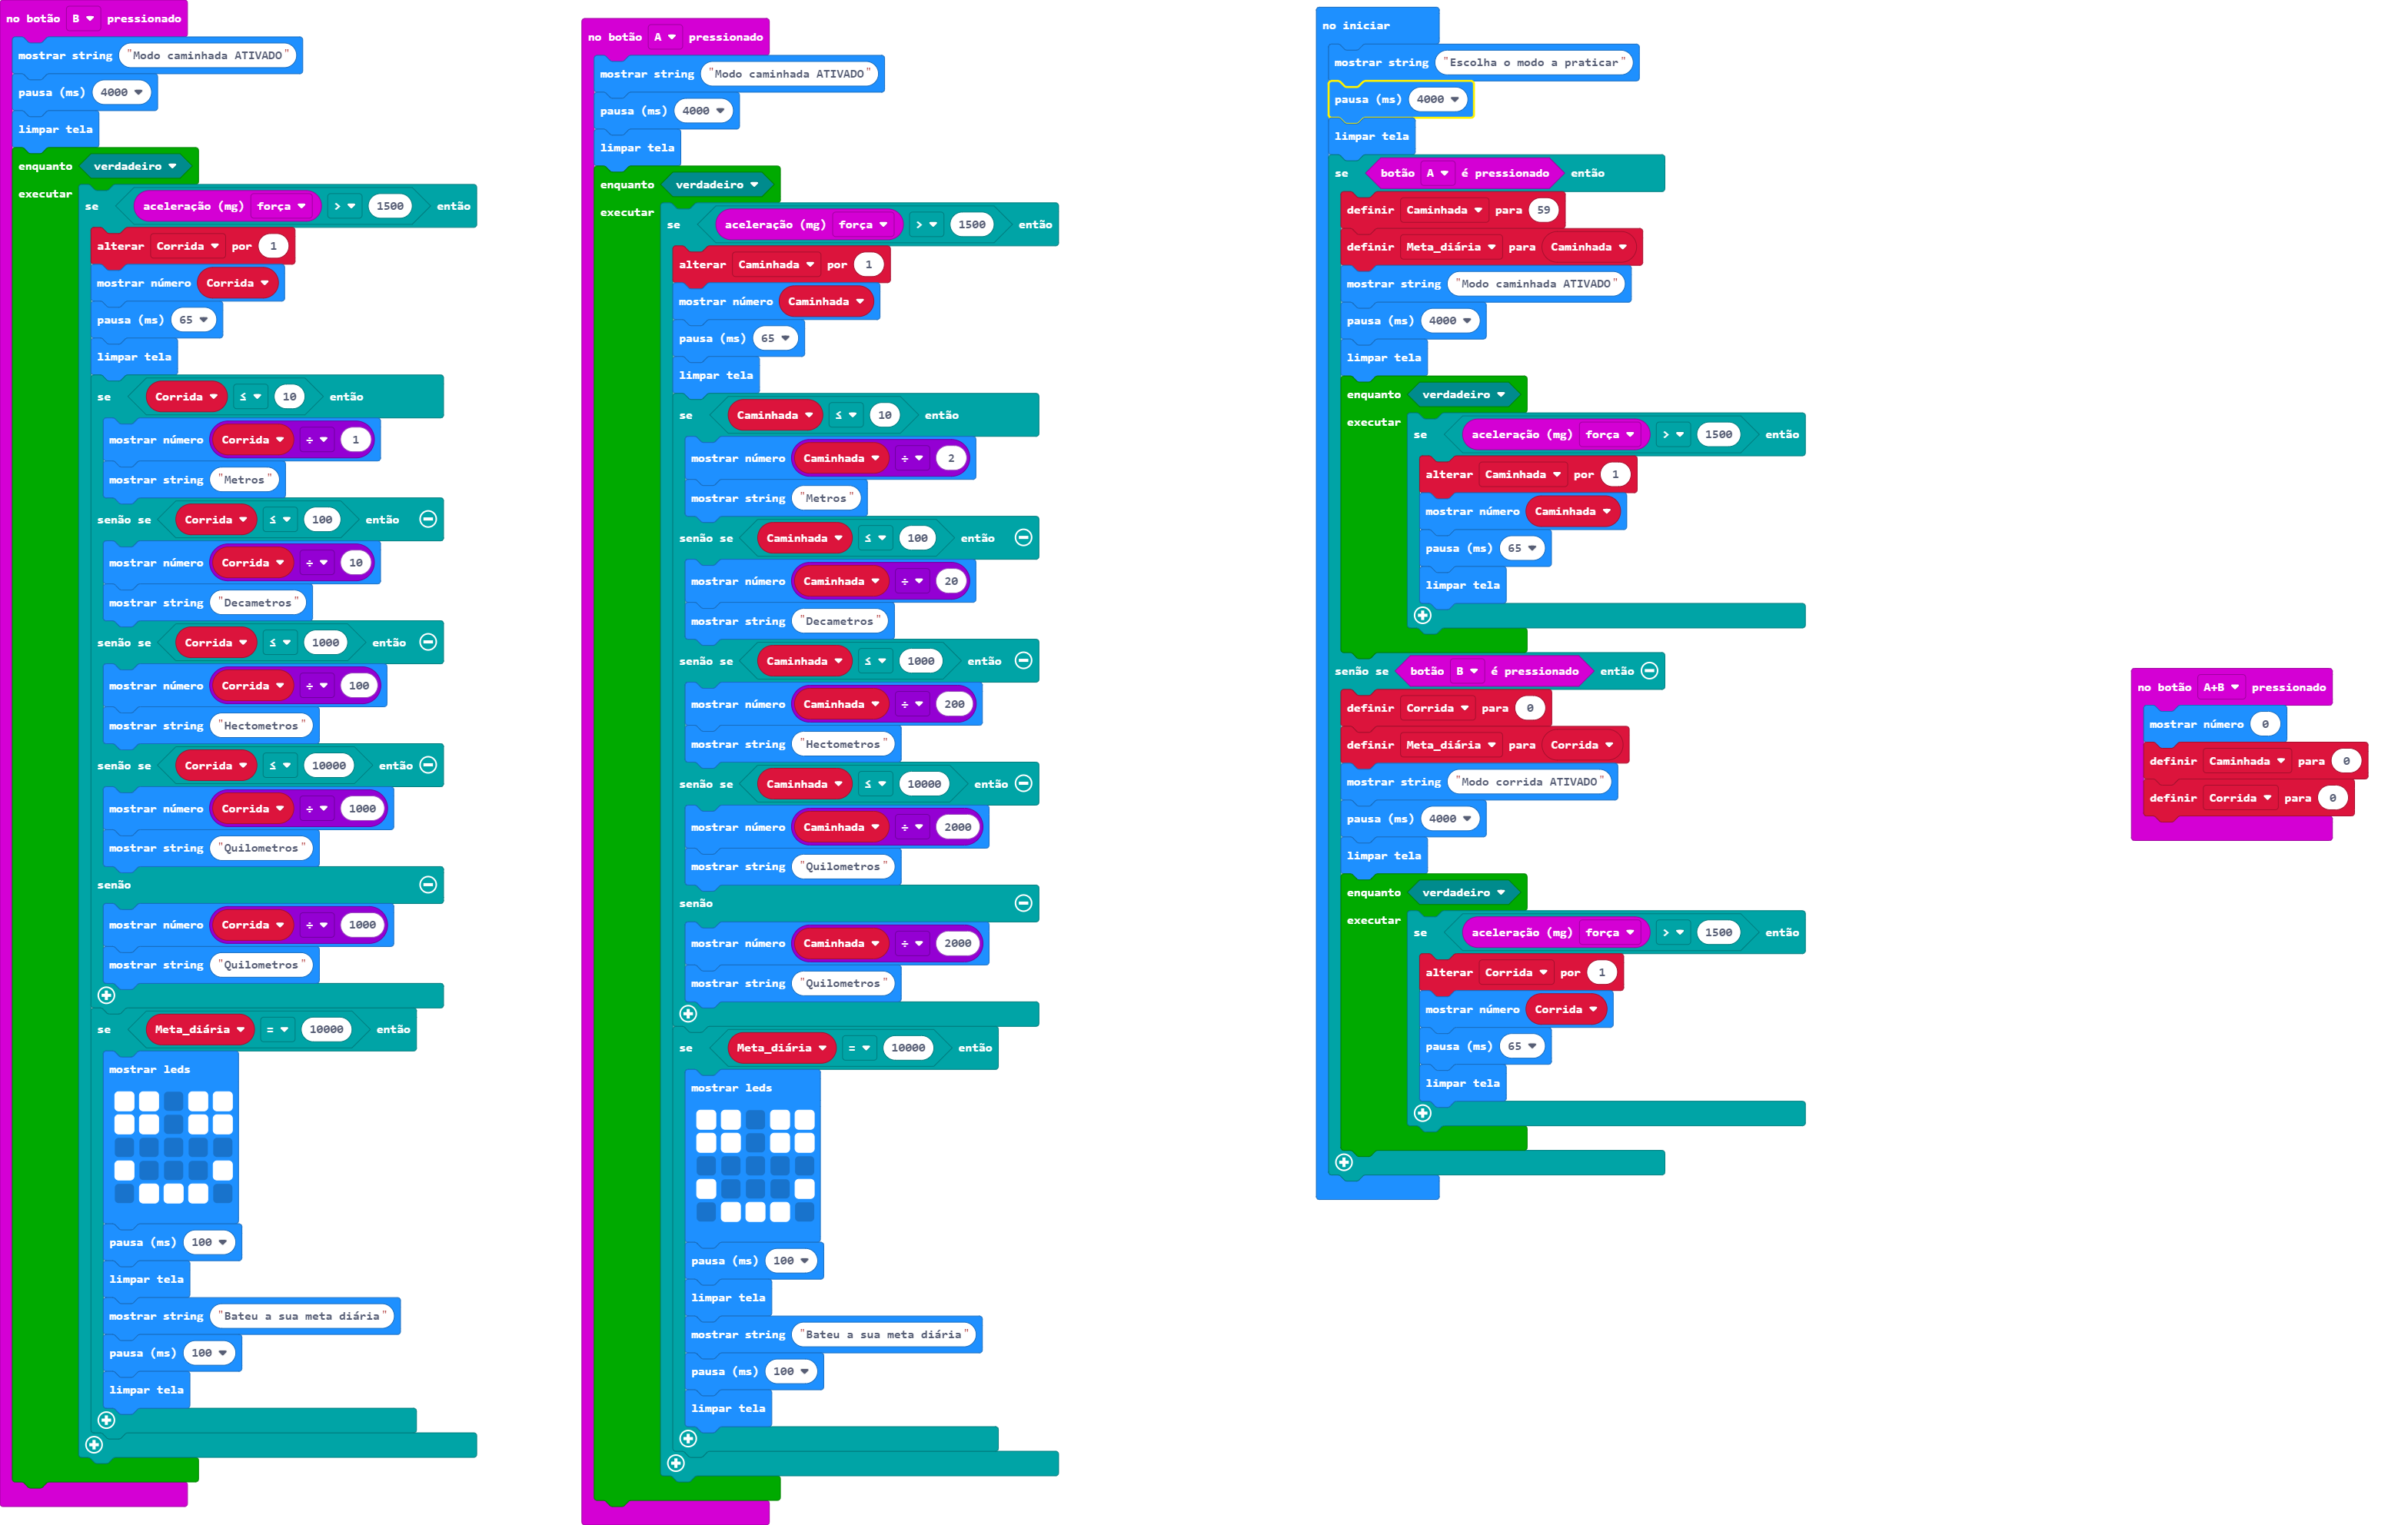 no botão B pressionado
mostrar string "Modo caminhada ATIVADO"
pausa (ms) 4000
limpar tela
enquanto verdadeiro
executar
se aceleração (mg) força > 1500 então
alterar Corrida por 1
mostrar número Corrida
pausa (ms) 65
limpar tela
se Corrida ≤ 10 então
mostrar número Corrida ÷ 1
mostrar string "Metros"
senão se Corrida ≤ 100 então
mostrar número Corrida ÷ 10
mostrar string "Decametros"
senão se Corrida ≤ 1000 então
mostrar número Corrida ÷ 100
mostrar string "Hectometros"
senão se Corrida ≤ 10000 então
mostrar número Corrida ÷ 1000
mostrar string "Quilometros"
senão
mostrar número Corrida ÷ 1000
mostrar string "Quilometros"
se Meta_diária = 10000 então
mostrar leds
pausa (ms) 100
limpar tela
mostrar string "Bateu a sua meta diária"
pausa (ms) 100
limpar tela
no botão A pressionado
mostrar string "Modo caminhada ATIVADO"
pausa (ms) 4000
limpar tela
enquanto verdadeiro
executar
se aceleração (mg) força > 1500 então
alterar Caminhada por 1
mostrar número Caminhada
pausa (ms) 65
limpar tela
se Caminhada ≤ 10 então
mostrar número Caminhada ÷ 2
mostrar string "Metros"
senão se Caminhada ≤ 100 então
mostrar número Caminhada ÷ 20
mostrar string "Decametros"
senão se Caminhada ≤ 1000 então
mostrar número Caminhada ÷ 200
mostrar string "Hectometros"
senão se Caminhada ≤ 10000 então
mostrar número Caminhada ÷ 2000
mostrar string "Quilometros"
senão
mostrar número Caminhada ÷ 2000
mostrar string "Quilometros"
se Meta_diária = 10000 então
mostrar leds
pausa (ms) 100
limpar tela
mostrar string "Bateu a sua meta diária"
pausa (ms) 100
limpar tela
no iniciar
mostrar string "Escolha o modo a praticar"
pausa (ms) 4000
limpar tela
se botão A é pressionado então
definir Caminhada para 59
definir Meta_diária para Caminhada
mostrar string "Modo caminhada ATIVADO"
pausa (ms) 4000
limpar tela
enquanto verdadeiro
executar
se aceleração (mg) força > 1500 então
alterar Caminhada por 1
mostrar número Caminhada
pausa (ms) 65
limpar tela
senão se botão B é pressionado então
definir Corrida para 0
definir Meta_diária para Corrida
mostrar string "Modo corrida ATIVADO"
pausa (ms) 4000
limpar tela
enquanto verdadeiro
executar
se aceleração (mg) força > 1500 então
alterar Corrida por 1
mostrar número Corrida
pausa (ms) 65
limpar tela
no botão A+B pressionado
mostrar número 0
definir Caminhada para 0
definir Corrida para 0